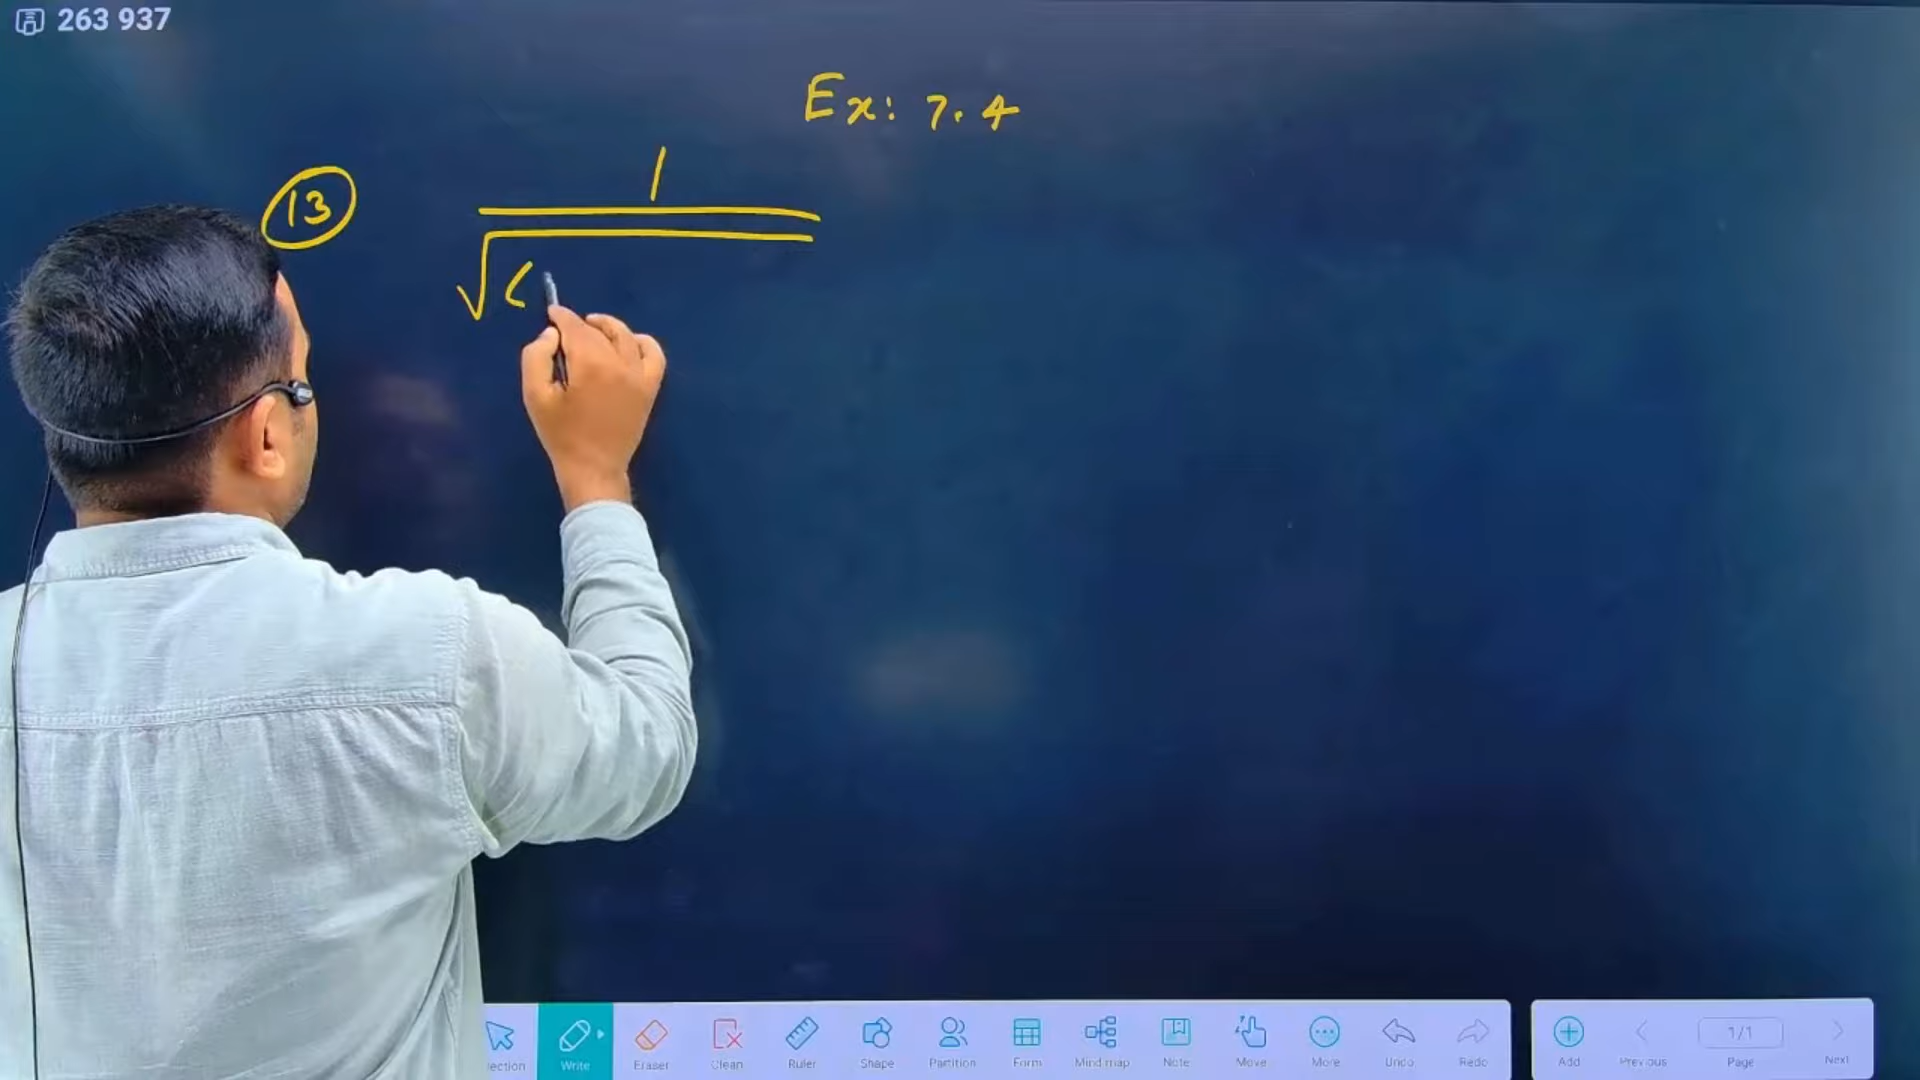 263 937
Ex: 7.4
13
1
√(
ection Write Eraser Clean Ruler Shape Partition Form Mind map Note Move More Undo Redo Add Previous 1/1 Page Next